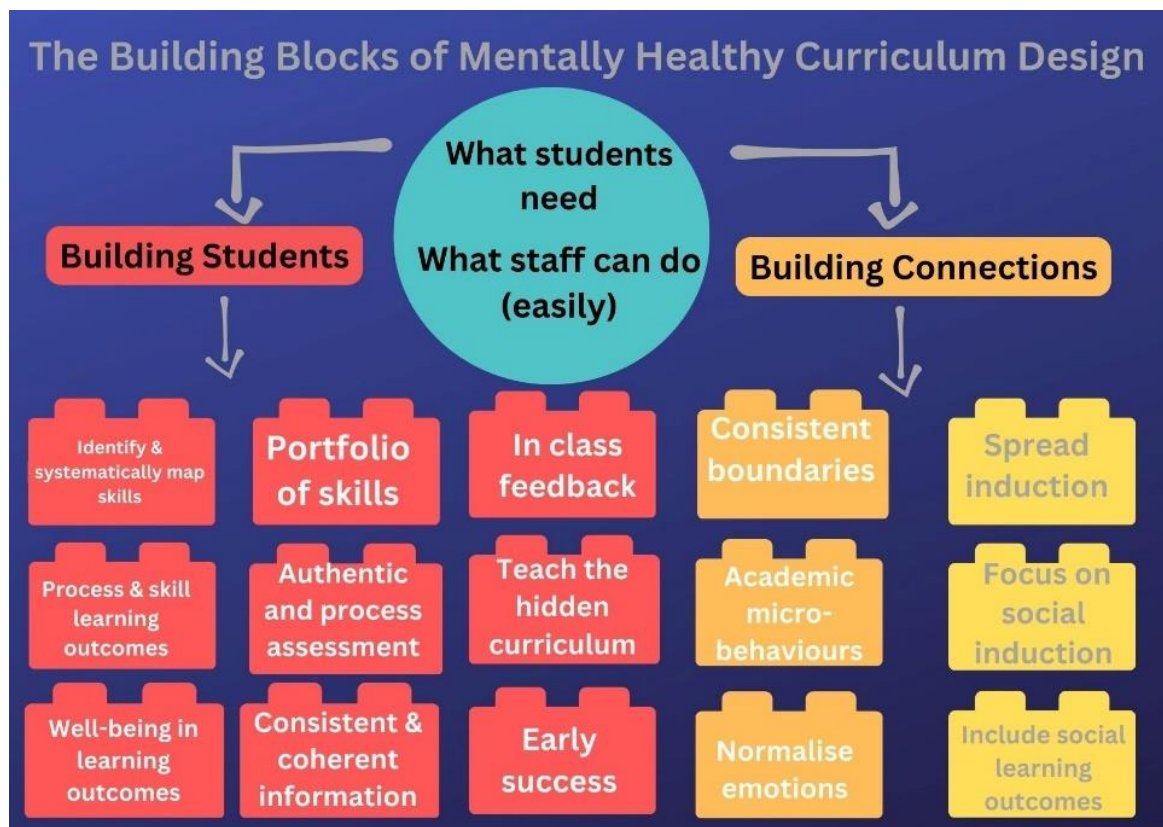 The Building Blocks of Mentally Healthy Curriculum Design
What students
need
What staff can do
(easily)
Building Students
Building Connections
Identify &
systematically map
skills
Portfolio
of skills
In class
feedback
Consistent
boundaries
Spread
induction
Process & skill
learning
outcomes
Authentic
and process
assessment
Teach the
hidden
curriculum
Academic
micro-
behaviours
Focus on
social
induction
Well-being in
learning
outcomes
Consistent &
coherent
information
Early
success
Normalise
emotions
Include social
learning
outcomes